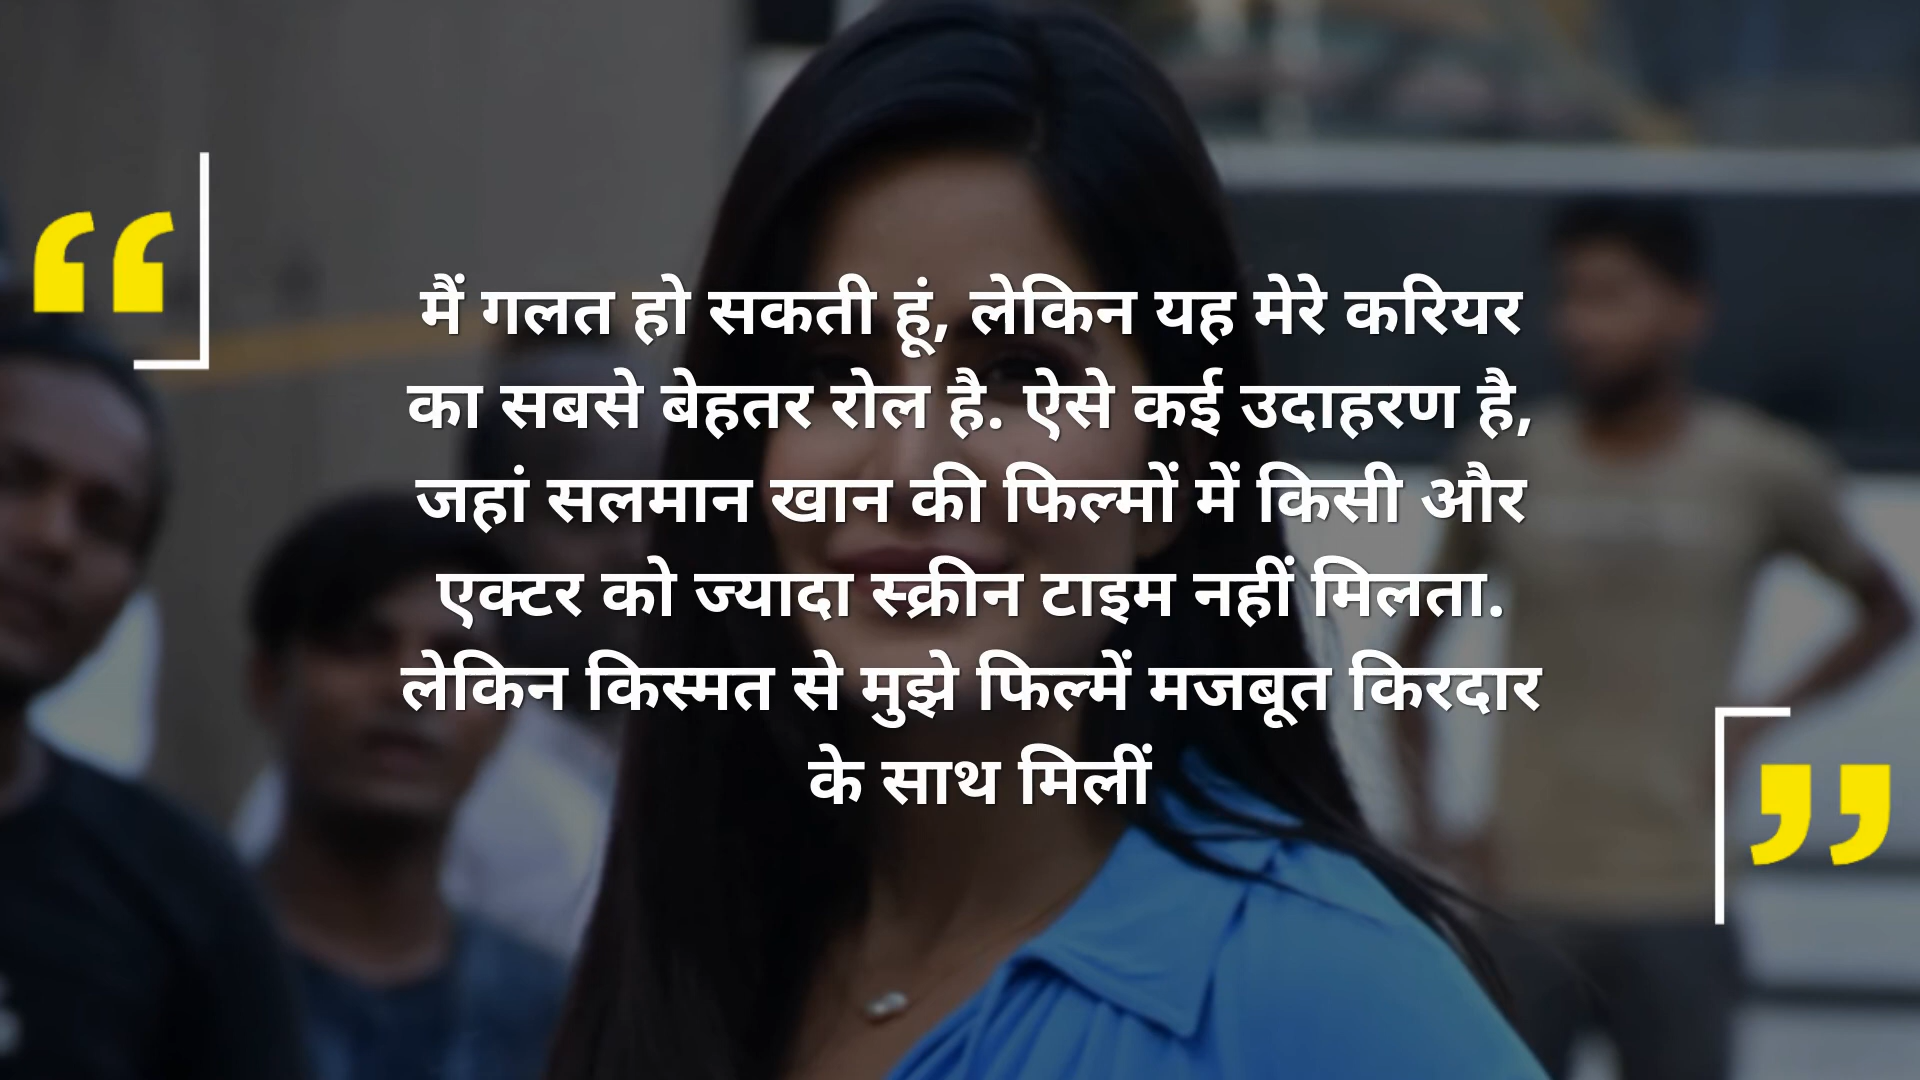 मैं गलत हो सकती हूं, लेकिन यह मेरे करियर
का सबसे बेहतर रोल है. ऐसे कई उदाहरण है,
जहां सलमान खान की फिल्मों में किसी और
एक्टर को ज्यादा स्क्रीन टाइम नहीं मिलता.
लेकिन किस्मत से मुझे फिल्में मजबूत किरदार
के साथ मिलीं